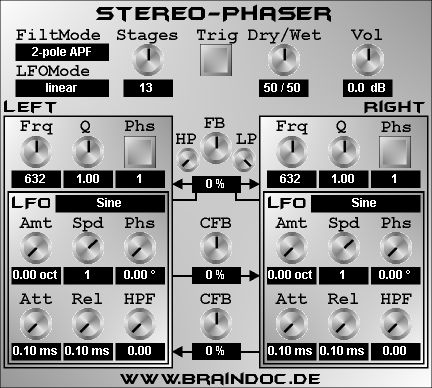 STEREO-PHASER
FiltMode Stages Trig Dry/Wet Vol
2-pole APF
LFOMode
linear 13 50 / 50 0.0 dB
LEFT RIGHT
Frq Q Phs FB Frq Q Phs
HP LP
632 1.00 1 0 % 632 1.00 1
LFO Sine LFO Sine
Amt Spd Phs CFB Amt Spd Phs
0.00 oct 1 0.00 ° 0 % 0.00 oct 1 0.00 °
Att Rel HPF CFB Att Rel HPF
0.10 ms 0.10 ms 0.00 0 % 0.10 ms 0.10 ms 0.00
WWW.BRAINDOC.DE